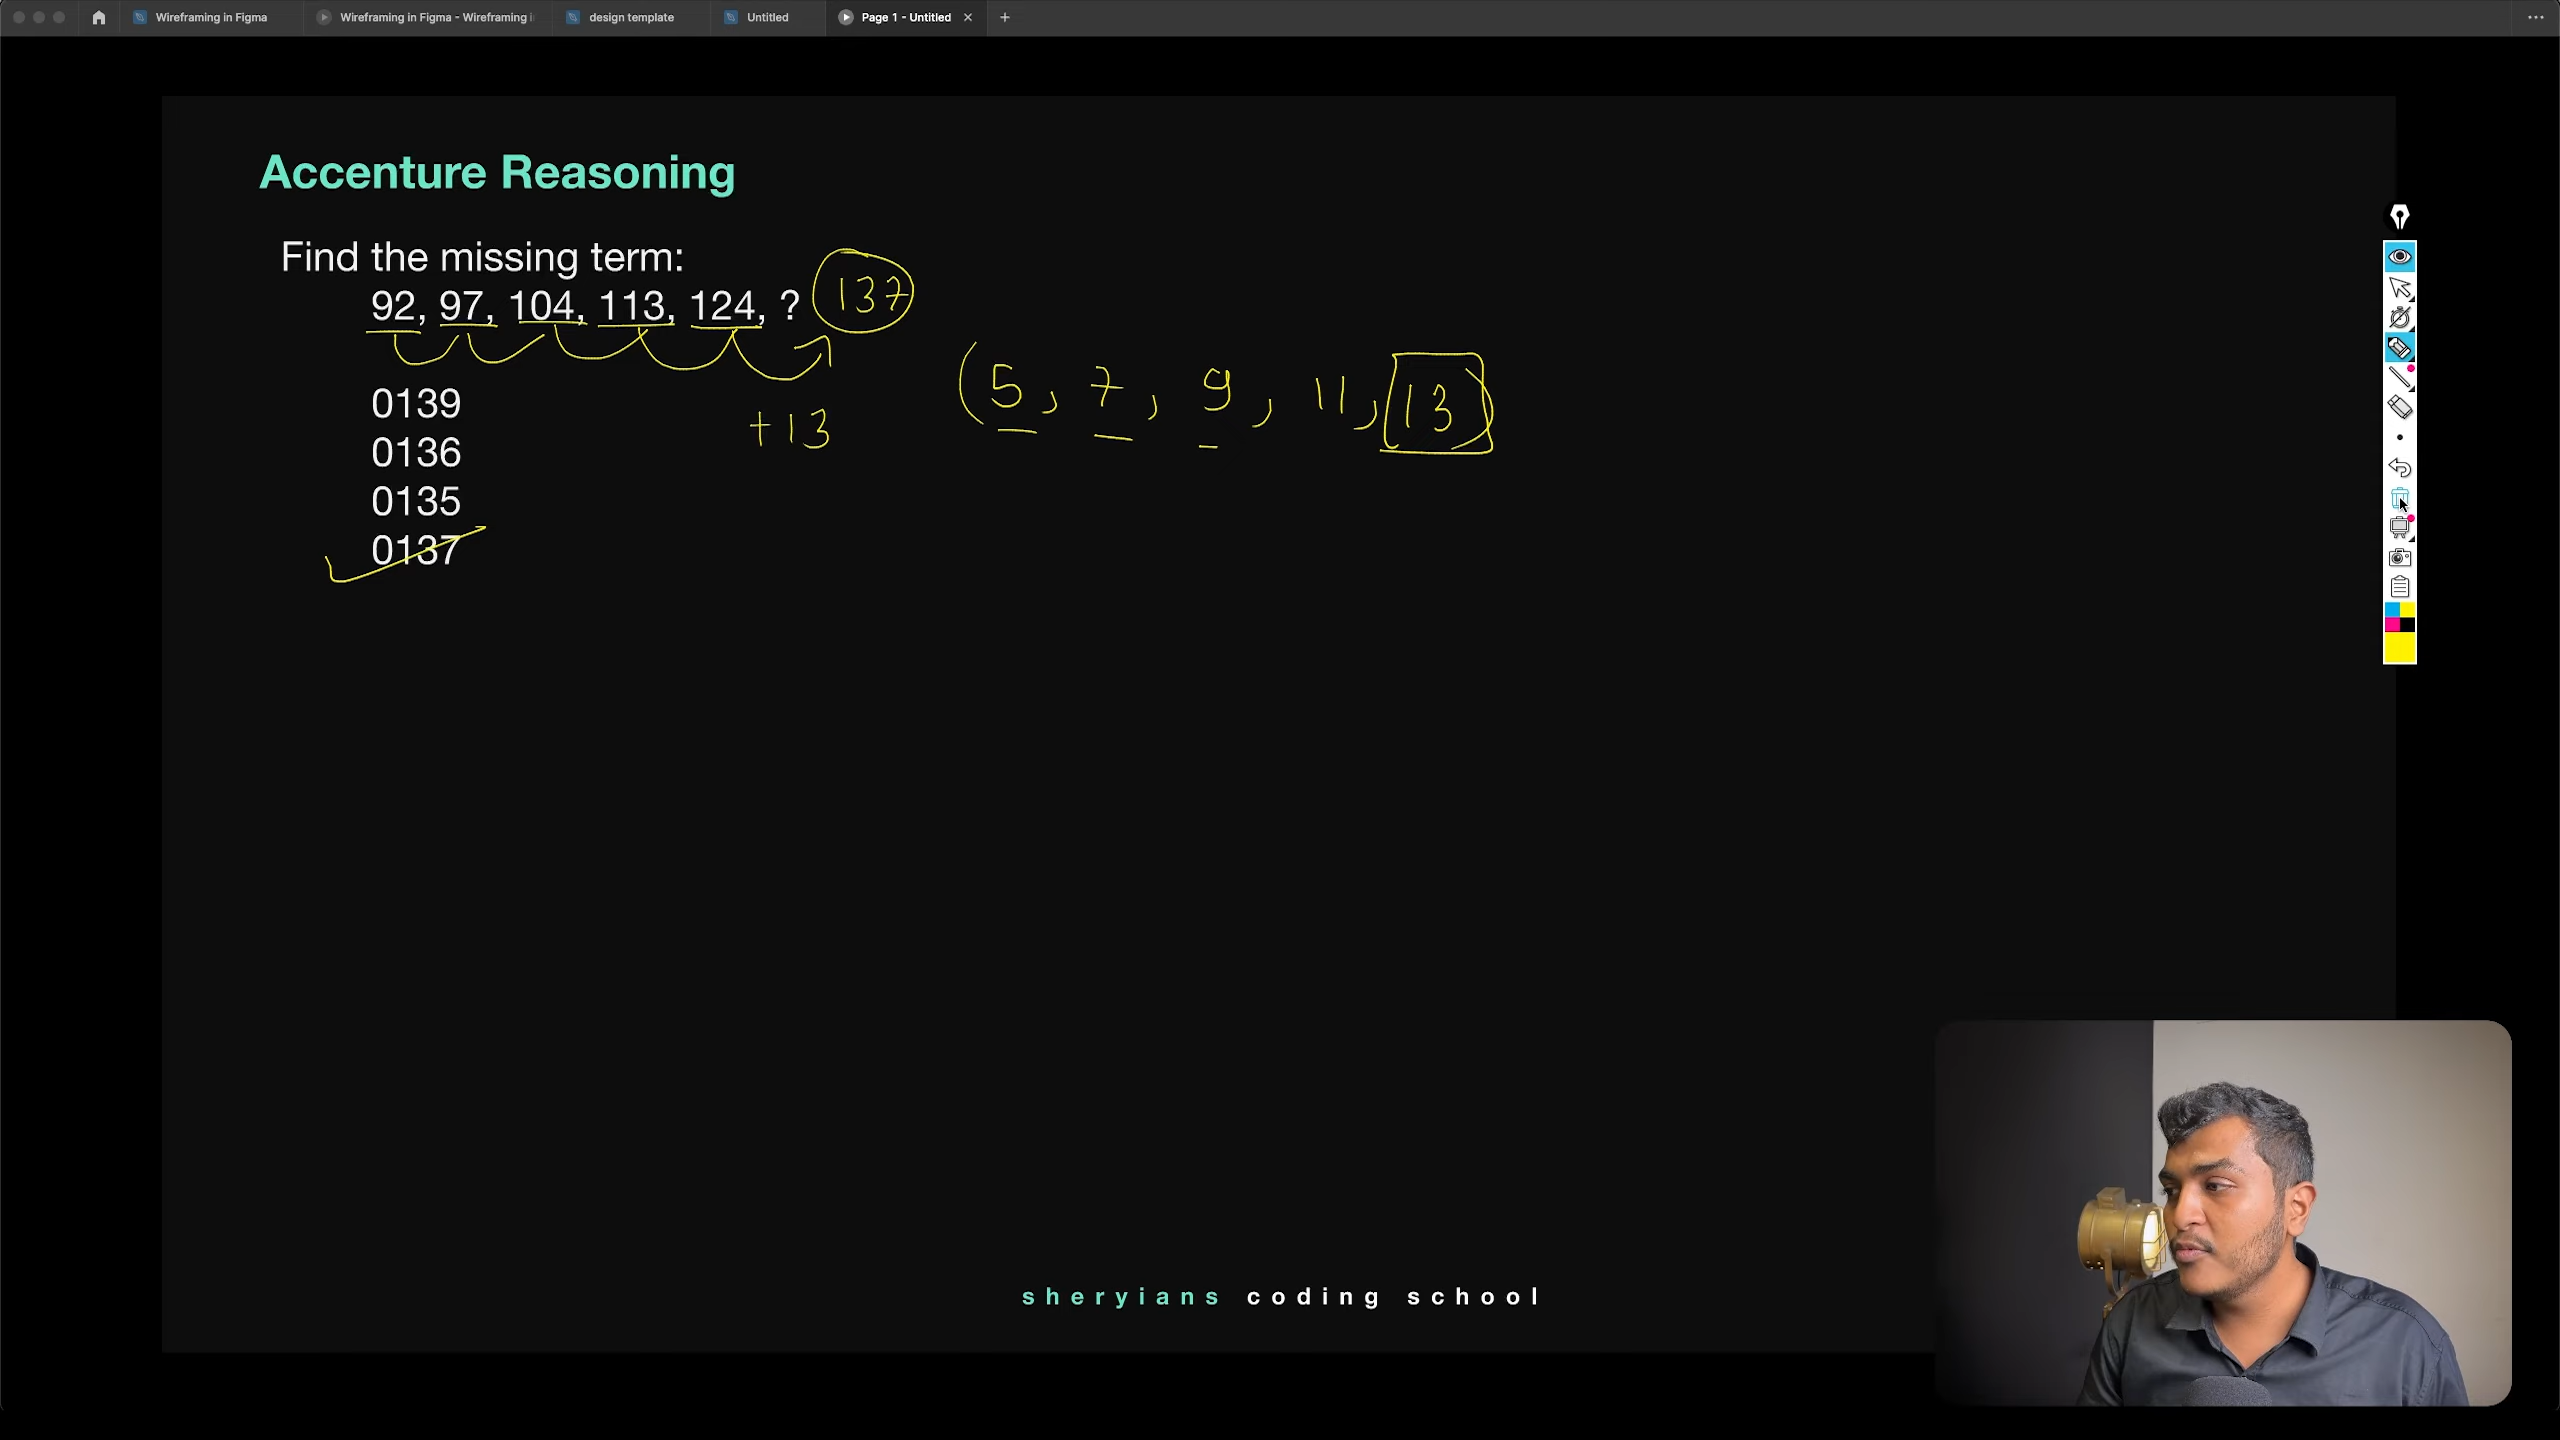 Wireframing in Figma
Wireframing in Figma - Wireframing i
design template
Untitled
Page 1 - Untitled
Accenture Reasoning
Find the missing term:
92, 97, 104, 113, 124, ? 137
(5, 7, 9, 11, 13)
+13
0139
0136
0135
0137
sheryians coding school